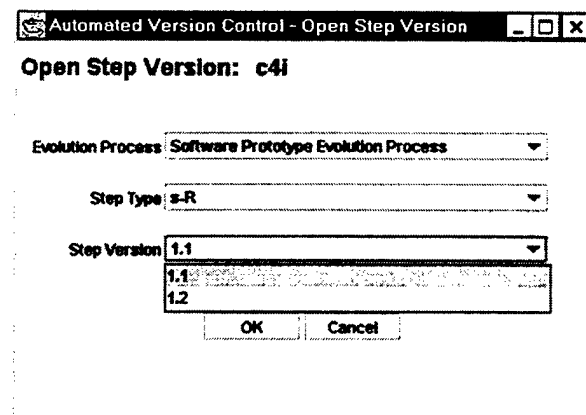 Automated Version Control - Open Step Version
Open Step Version: c4i
Evolution Process Software Prototype Evolution Process
Step Type s-R
Step Version 1.1
1.1
1.2
OK Cancel